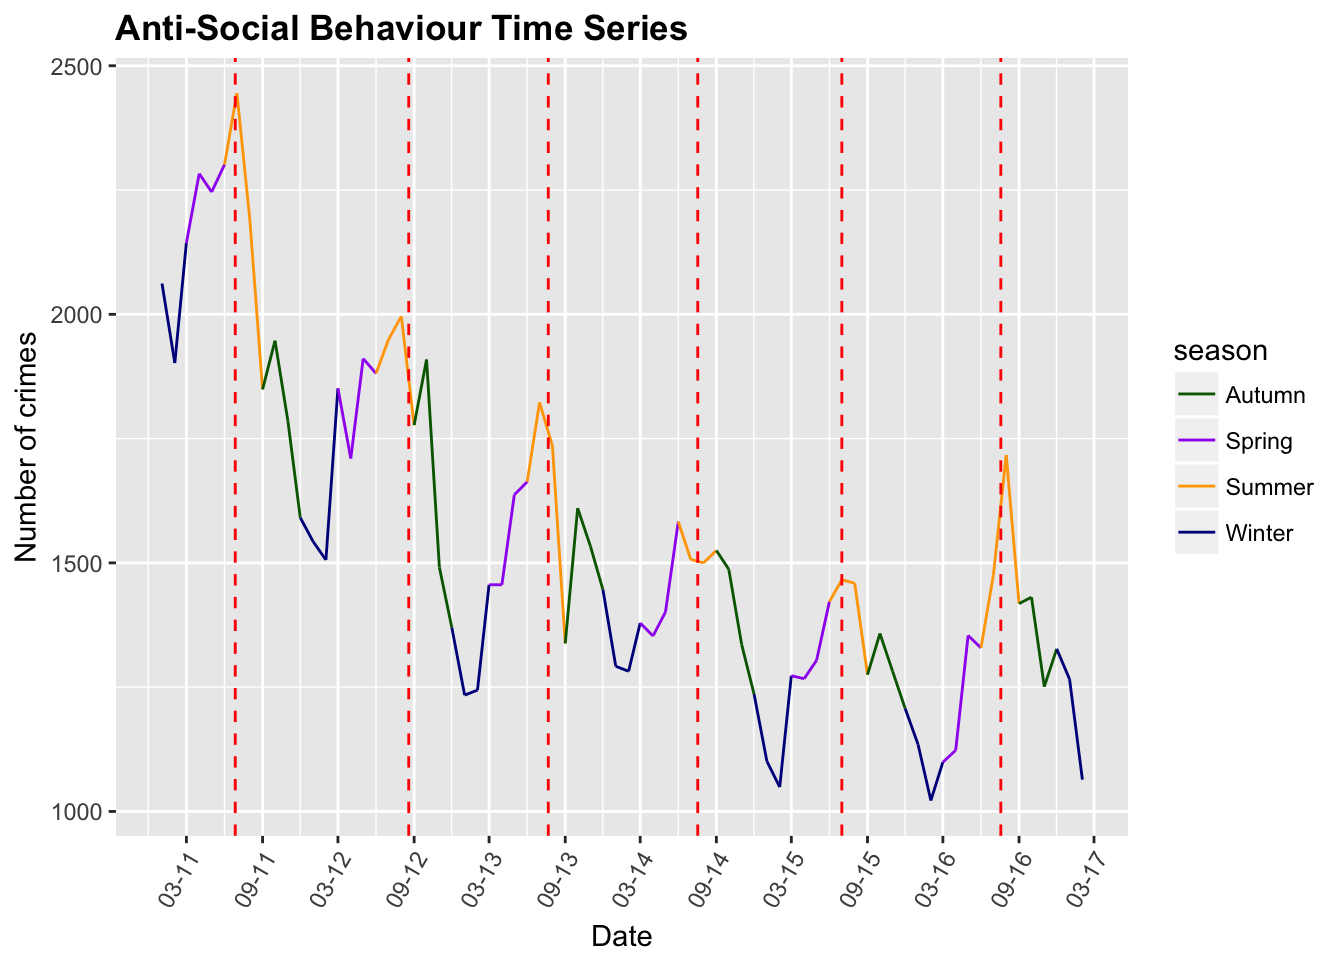 Anti-Social Behaviour Time Series
2500
2000
1500
1000
Number of crimes
03-11
09-11
03-12
09-12
03-13
09-13
03-14
09-14
03-15
09-15
03-16
09-16
03-17
Date
season
Autumn
Spring
Summer
Winter